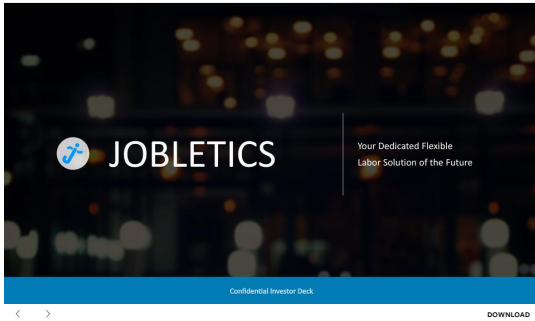 JOBLETICS
Your Dedicated Flexible
Labor Solution of the Future
Confidential Investor Deck
DOWNLOAD